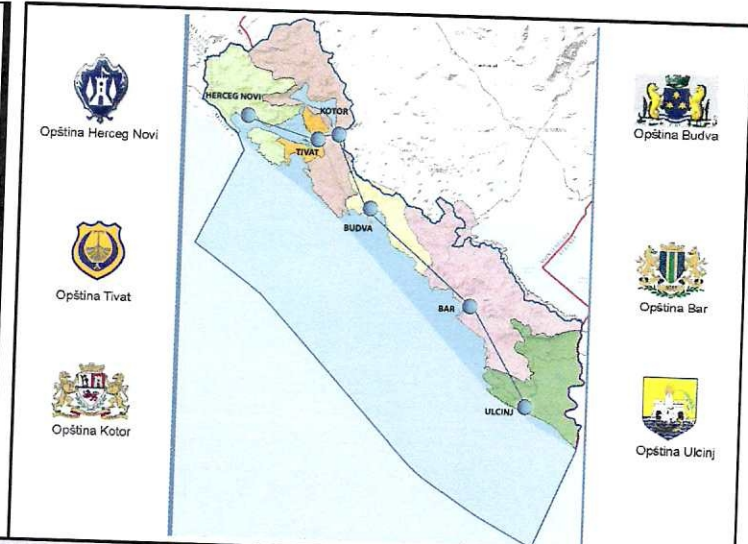 Opština Herceg Novi
Opština Tivat
Opština Kotor
HERCEG NOVI
KOTOR
TIVAT
BUDVA
BAR
ULCINJ
Opština Budva
Opština Bar
Opština Ulcinj